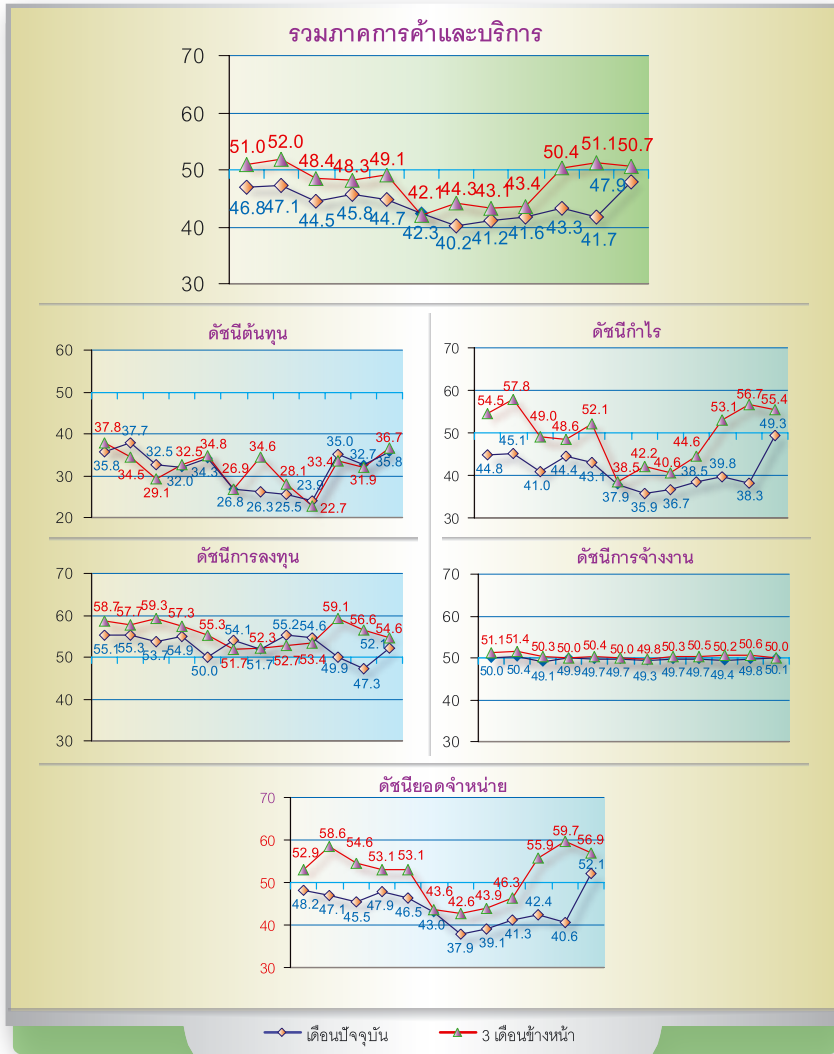 รวมภาคการค้าและบริการ
70
60
50
40
30
51.0 52.0 48.4 48.3 49.1 42.1 44.3 43.1 43.4 50.4 51.1 50.7
46.8 47.1 44.5 45.8 44.7 42.3 40.2 41.2 41.6 43.3 41.7 47.9
ดัชนีต้นทุน
60
50
40
30
20
37.8 34.5 29.1 32.5 34.8 26.9 34.6 28.1 22.7 33.4 31.9 36.7
35.8 37.7 32.5 32.0 34.3 26.8 26.3 25.5 23.9 35.0 32.7 35.8
ดัชนีกำไร
70
60
50
40
30
54.5 57.8 49.0 48.6 52.1 38.5 42.2 40.6 44.6 53.1 56.7 55.4
44.8 45.1 41.0 44.4 43.1 37.9 35.9 36.7 38.5 39.8 38.3 49.3
ดัชนีการลงทุน
70
60
50
40
30
58.7 57.7 59.3 57.3 55.3 51.7 52.3 52.7 53.4 59.1 56.6 54.6
55.1 55.3 53.7 54.9 50.0 54.1 51.7 55.2 54.6 49.9 47.3 52.1
ดัชนีการจ้างงาน
70
60
50
40
30
51.1 51.4 50.3 50.0 50.4 50.0 49.8 50.3 50.5 50.2 50.6 50.0
50.0 50.4 49.1 49.9 49.7 49.7 49.3 49.7 49.7 49.4 49.8 50.1
ดัชนียอดจำหน่าย
70
60
50
40
30
52.9 58.6 54.6 53.1 53.1 43.6 42.6 43.9 46.3 55.9 59.7 56.9
48.2 47.1 45.5 47.9 46.5 43.0 37.9 39.1 41.3 42.4 40.6 52.1
เดือนปัจจุบัน
3 เดือนข้างหน้า